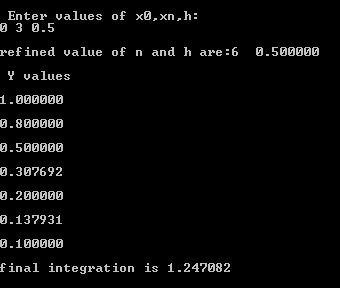 Enter values of x0,xn,h:
0 3 0.5
refined value of n and h are:6 0.500000
Y values
1.000000
0.800000
0.500000
0.307692
0.200000
0.137931
0.100000
final integration is 1.247082